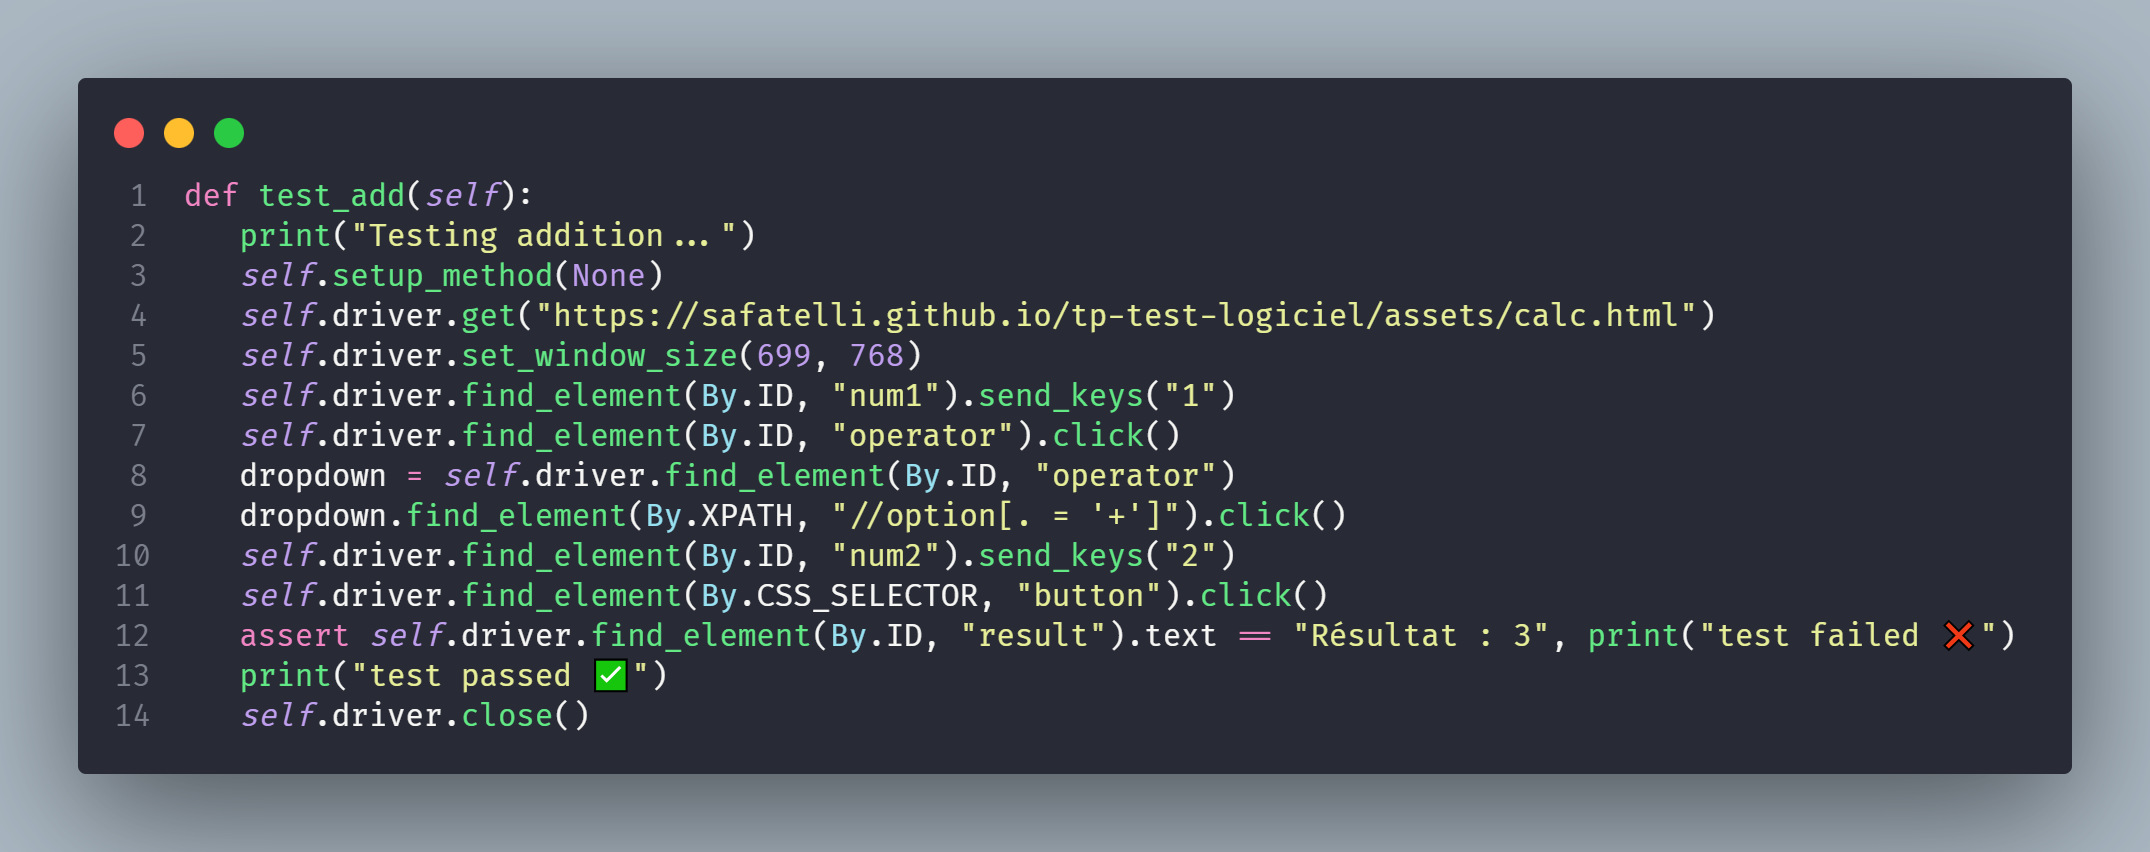 1 def test_add(self):
2 print("Testing addition...")
3 self.setup_method(None)
4 self.driver.get("https://safatelli.github.io/tp-test-logiciel/assets/calc.html")
5 self.driver.set_window_size(699, 768)
6 self.driver.find_element(By.ID, "num1").send_keys("1")
7 self.driver.find_element(By.ID, "operator").click()
8 dropdown = self.driver.find_element(By.ID, "operator")
9 dropdown.find_element(By.XPATH, "//option[. = '+']").click()
10 self.driver.find_element(By.ID, "num2").send_keys("2")
11 self.driver.find_element(By.CSS_SELECTOR, "button").click()
12 assert self.driver.find_element(By.ID, "result").text == "Résultat : 3", print("test failed ❌")
13 print("test passed ✅")
14 self.driver.close()